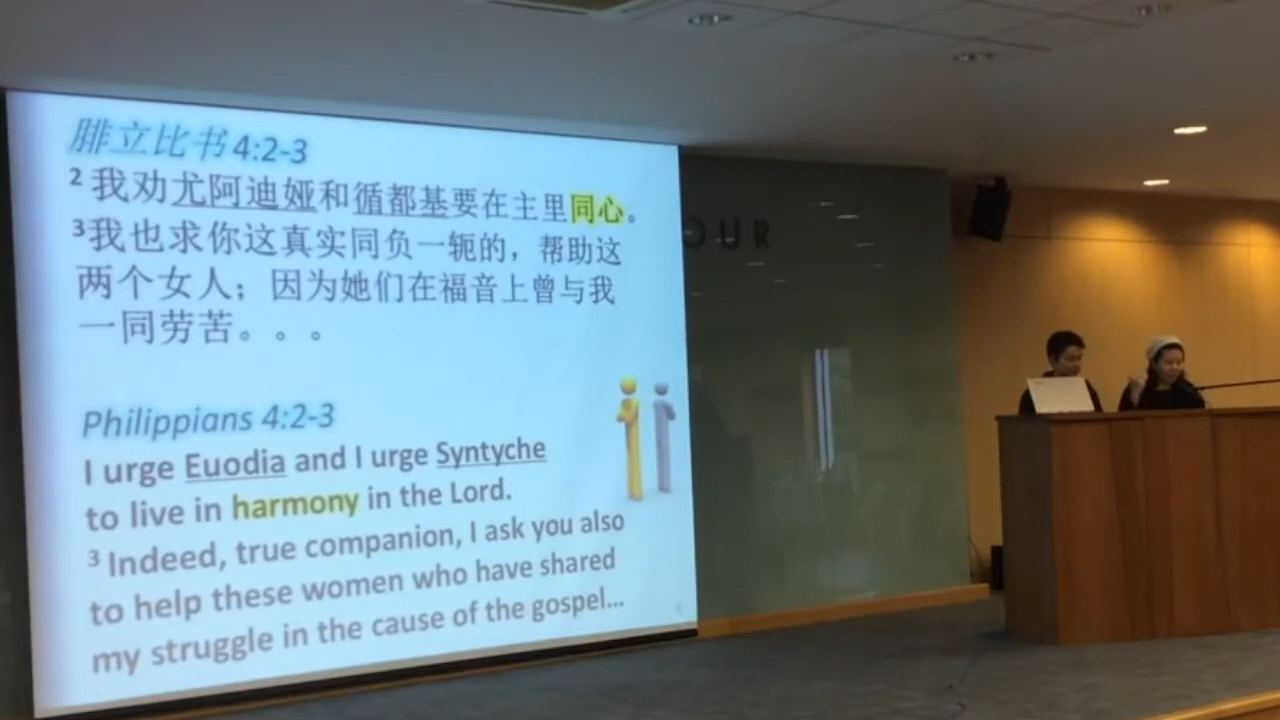 腓立比书 4:2-3
2 我劝尤阿迪娅和循都基要在主里同心。
3我也求你这真实同负一轭的，帮助这
两个女人；因为她们在福音上曾与我
一同劳苦。。。
Philippians 4:2-3
I urge Euodia and I urge Syntyche
to live in harmony in the Lord.
3 Indeed, true companion, I ask you also
to help these women who have shared
my struggle in the cause of the gospel...
OUR